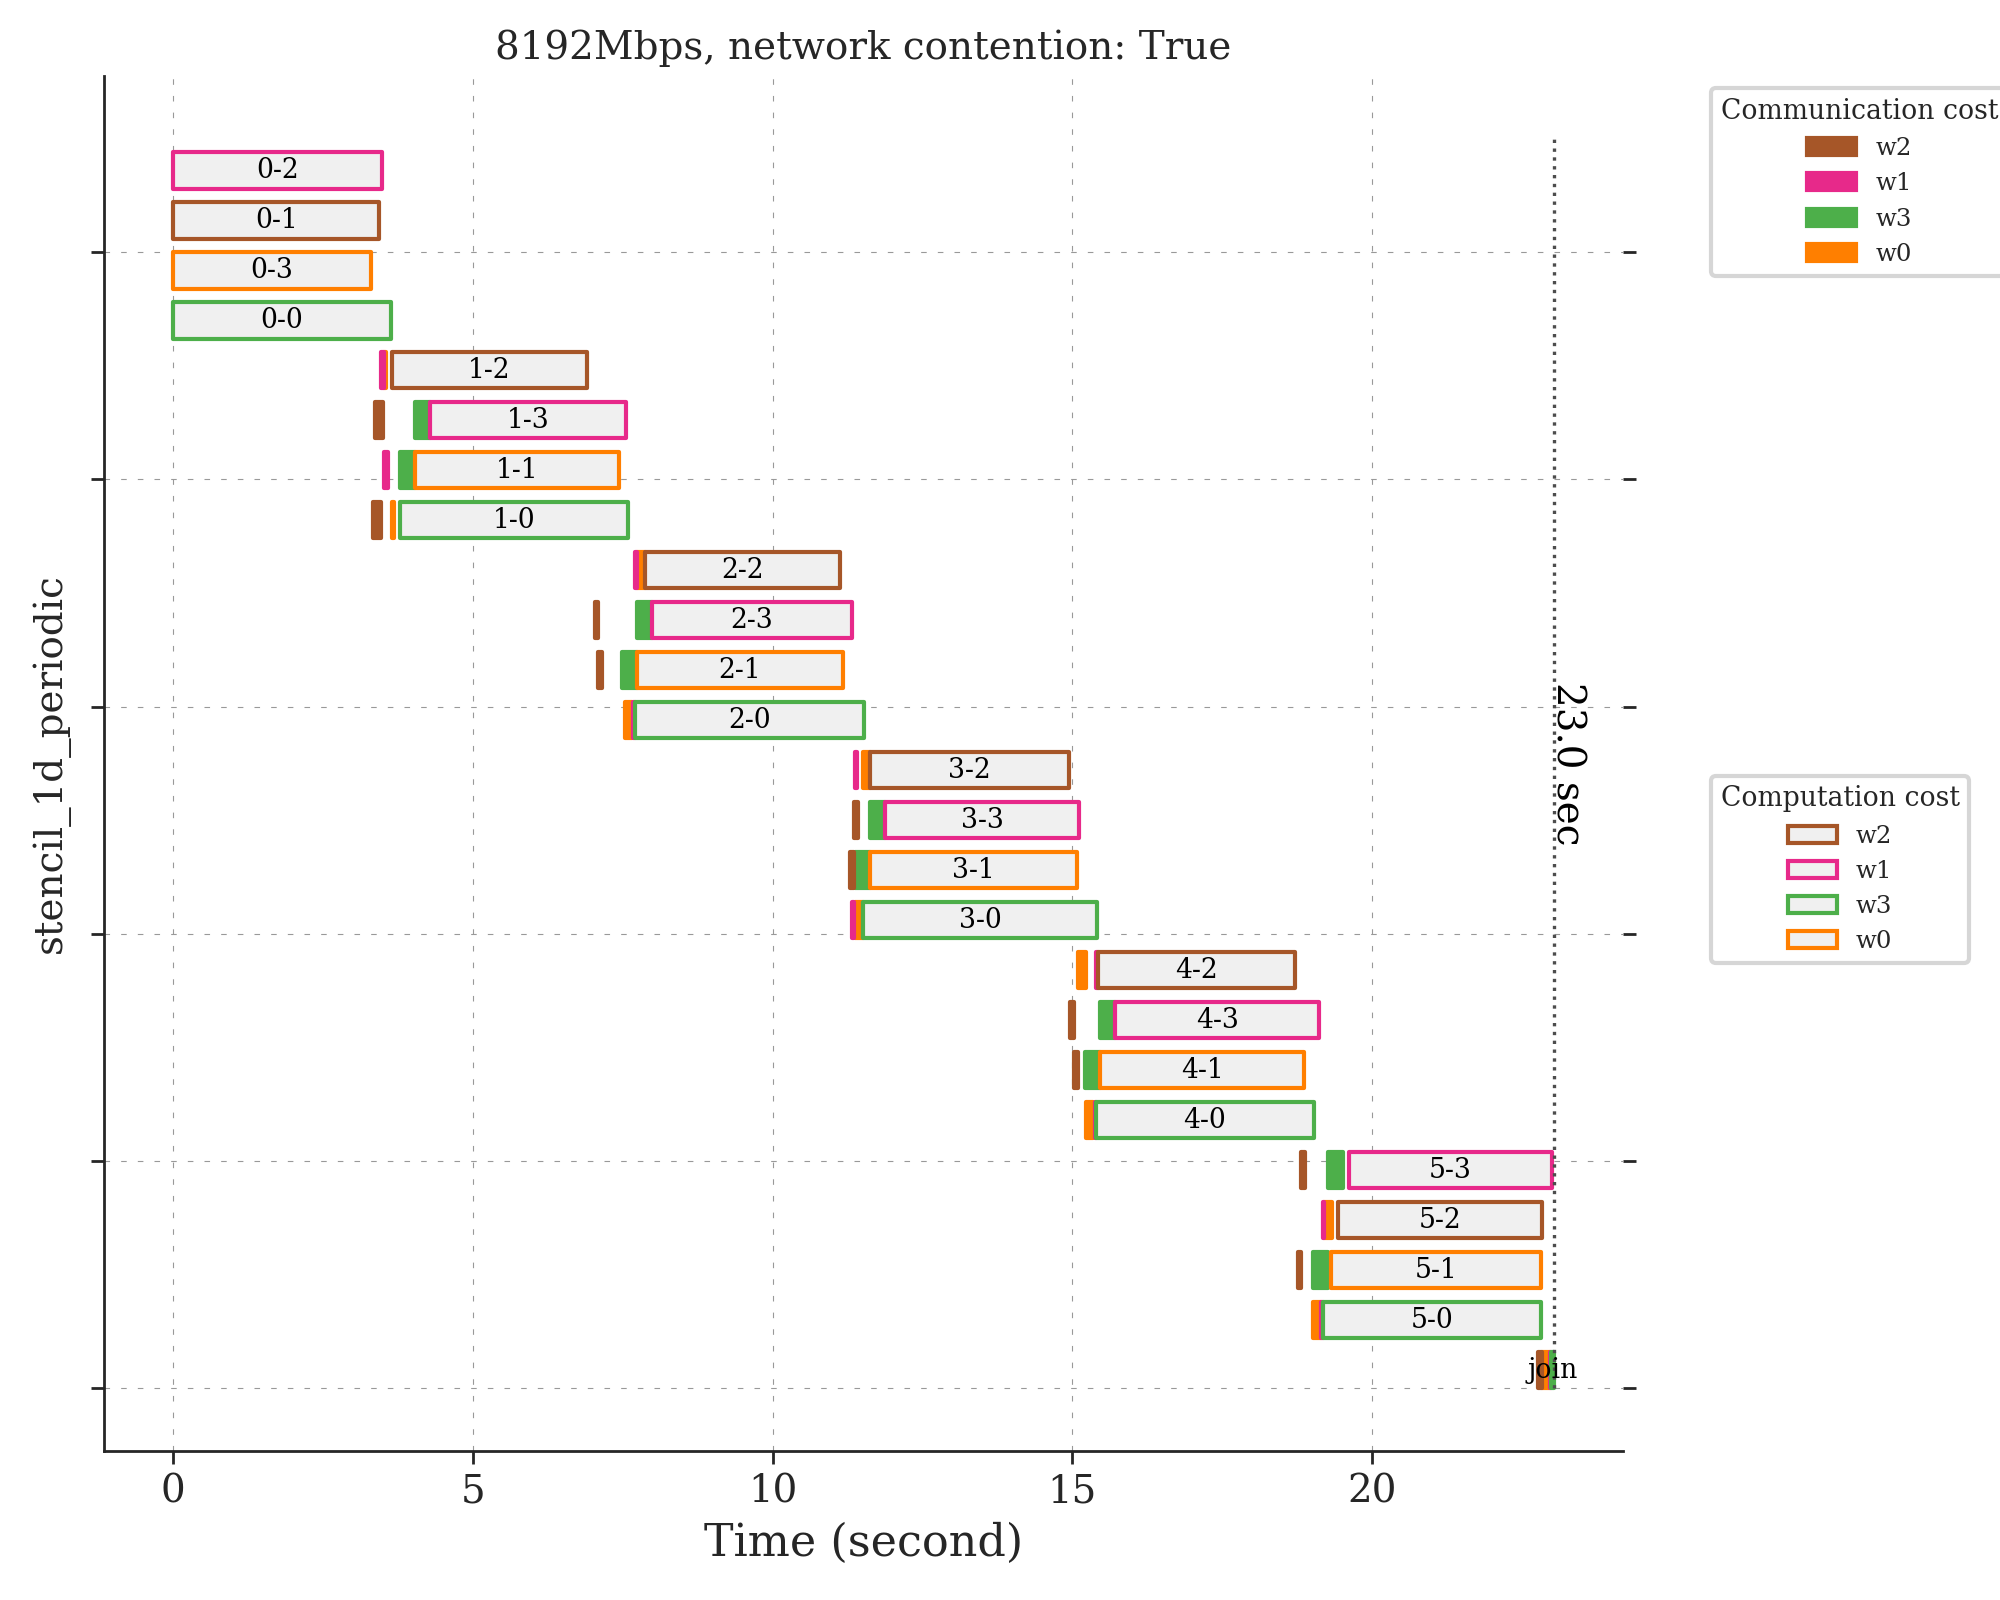 8192Mbps, network contention: True
Communication cost
w2
w1
w3
w0
0-2
0-1
0-3
0-0
1-2
1-3
1-1
1-0
2-2
2-3
2-1
2-0
3-2
3-3
3-1
3-0
4-2
4-3
4-1
4-0
5-3
5-2
5-1
5-0
join
23.0 sec
Computation cost
w2
w1
w3
w0
stencil_1d_periodic
0
5
10
15
20
Time (second)